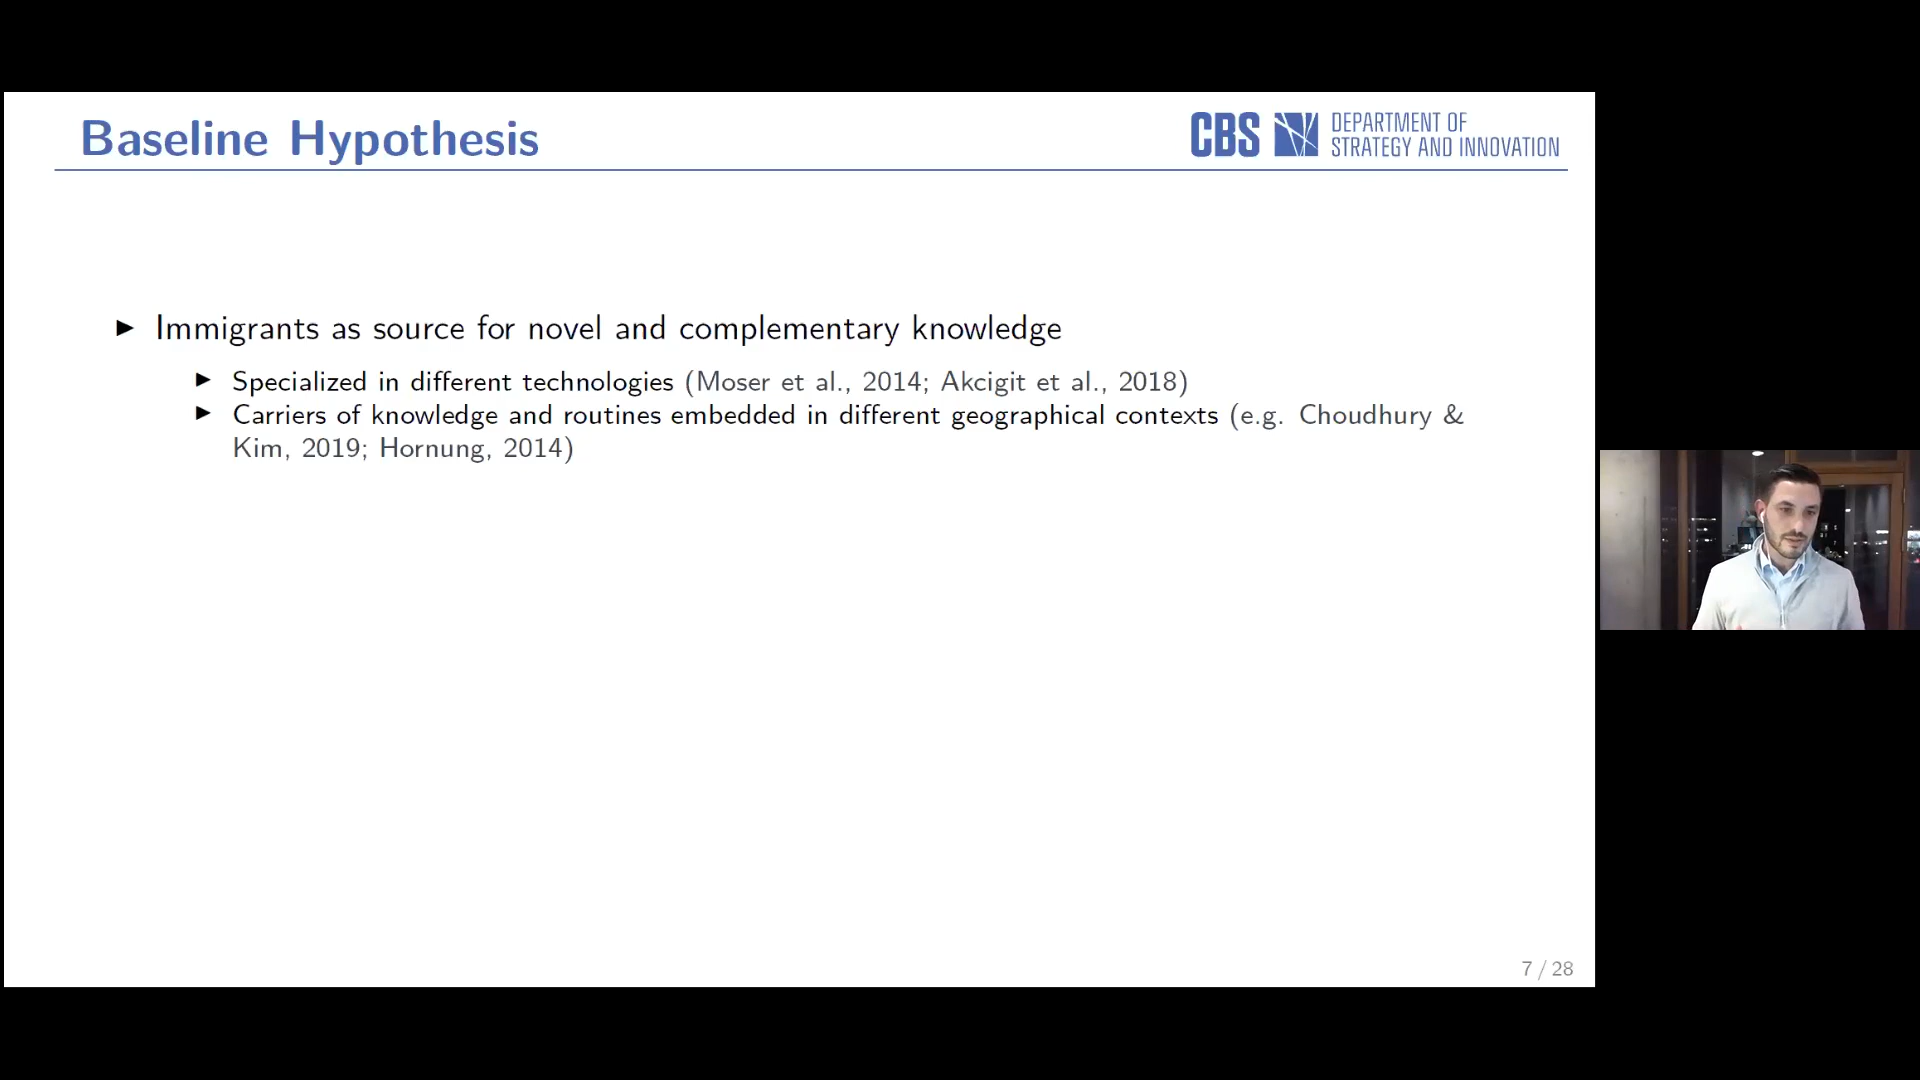 Baseline Hypothesis
CBS DEPARTMENT OF
STRATEGY AND INNOVATION
▶ Immigrants as source for novel and complementary knowledge
▶ Specialized in different technologies (Moser et al., 2014; Akcigit et al., 2018)
▶ Carriers of knowledge and routines embedded in different geographical contexts (e.g. Choudhury &
Kim, 2019; Hornung, 2014)
7 / 28